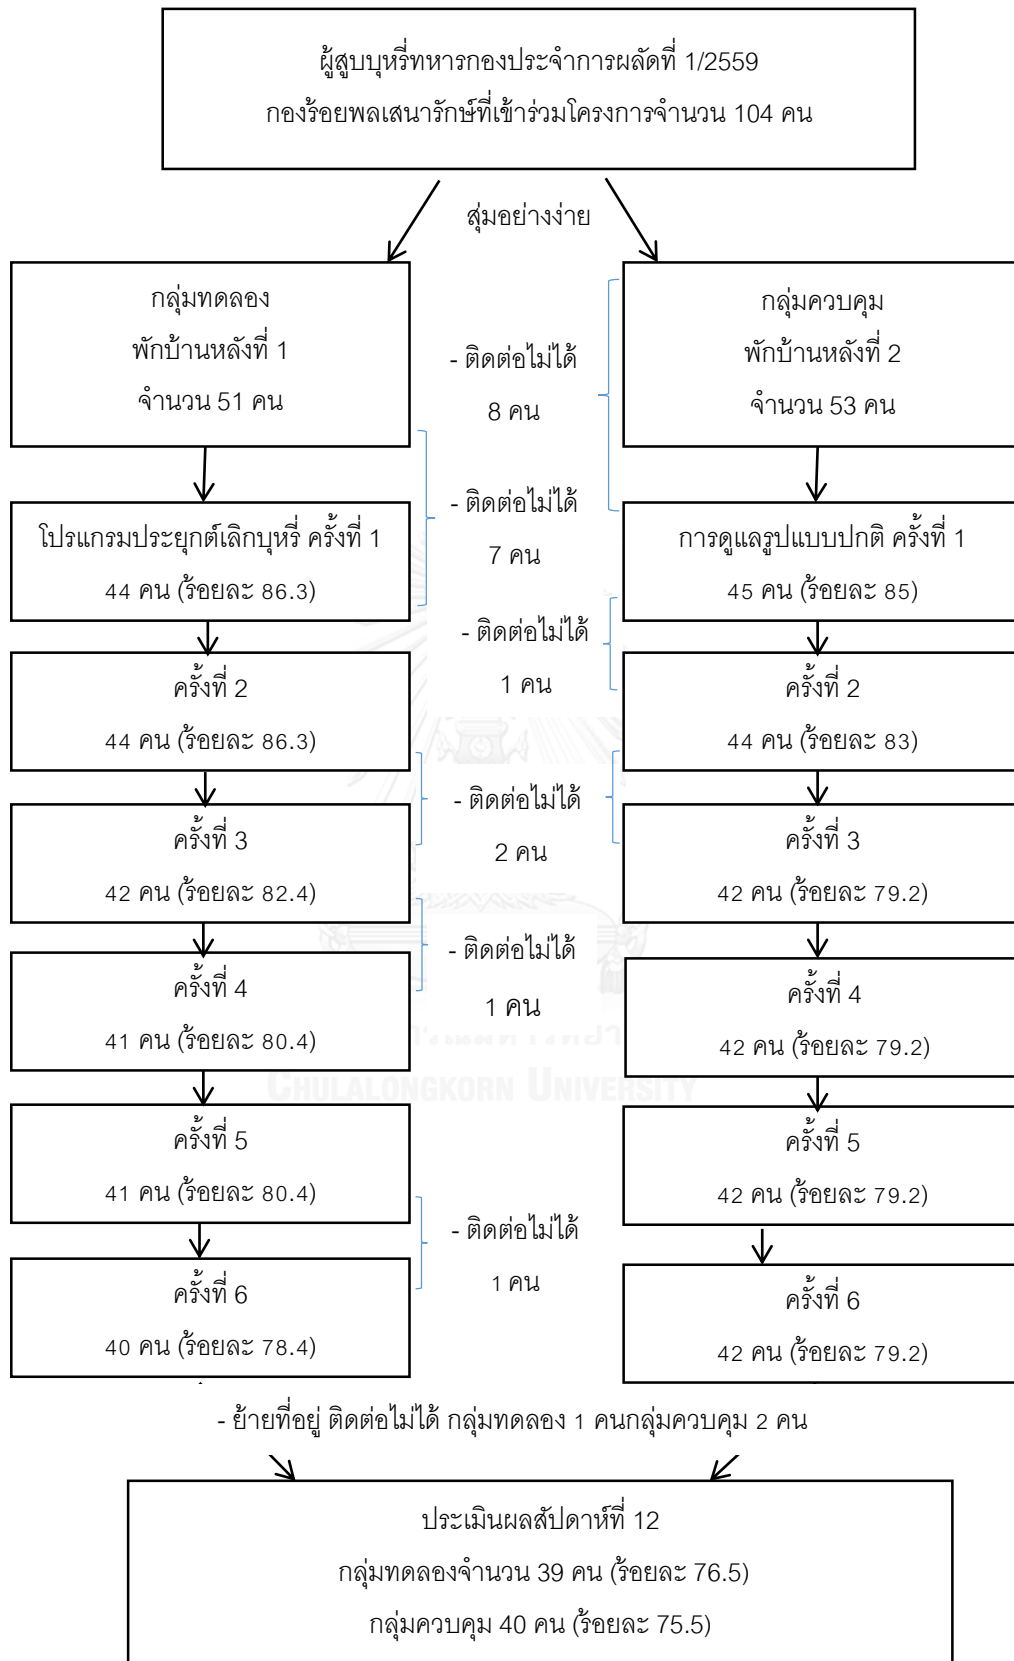 ผู้สูบบุหรี่ทหารกองประจำการผลัดที่ 1/2559
กองร้อยพลเสนารักษ์ที่เข้าร่วมโครงการจำนวน 104 คน
สุ่มอย่างง่าย
กลุ่มทดลอง
พักบ้านหลังที่ 1
จำนวน 51 คน
กลุ่มควบคุม
พักบ้านหลังที่ 2
จำนวน 53 คน
- ติดต่อไม่ได้
8 คน
- ติดต่อไม่ได้
7 คน
โปรแกรมประยุกต์เลิกบุหรี่ ครั้งที่ 1
44 คน (ร้อยละ 86.3)
การดูแลรูปแบบปกติ ครั้งที่ 1
45 คน (ร้อยละ 85)
- ติดต่อไม่ได้
1 คน
ครั้งที่ 2
44 คน (ร้อยละ 86.3)
ครั้งที่ 2
44 คน (ร้อยละ 83)
- ติดต่อไม่ได้
2 คน
ครั้งที่ 3
42 คน (ร้อยละ 82.4)
ครั้งที่ 3
42 คน (ร้อยละ 79.2)
- ติดต่อไม่ได้
1 คน
ครั้งที่ 4
41 คน (ร้อยละ 80.4)
ครั้งที่ 4
42 คน (ร้อยละ 79.2)
CHULALONGKORN UNIVERSITY
ครั้งที่ 5
41 คน (ร้อยละ 80.4)
ครั้งที่ 5
42 คน (ร้อยละ 79.2)
- ติดต่อไม่ได้
1 คน
ครั้งที่ 6
40 คน (ร้อยละ 78.4)
ครั้งที่ 6
42 คน (ร้อยละ 79.2)
- ย้ายที่อยู่ ติดต่อไม่ได้ กลุ่มทดลอง 1 คนกลุ่มควบคุม 2 คน
ประเมินผลสัปดาห์ที่ 12
กลุ่มทดลองจำนวน 39 คน (ร้อยละ 76.5)
กลุ่มควบคุม 40 คน (ร้อยละ 75.5)